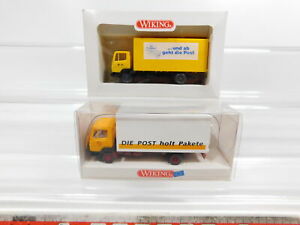 WIKING
...und ab
geht die Post
DIE POST holt Pakete.
WIKING